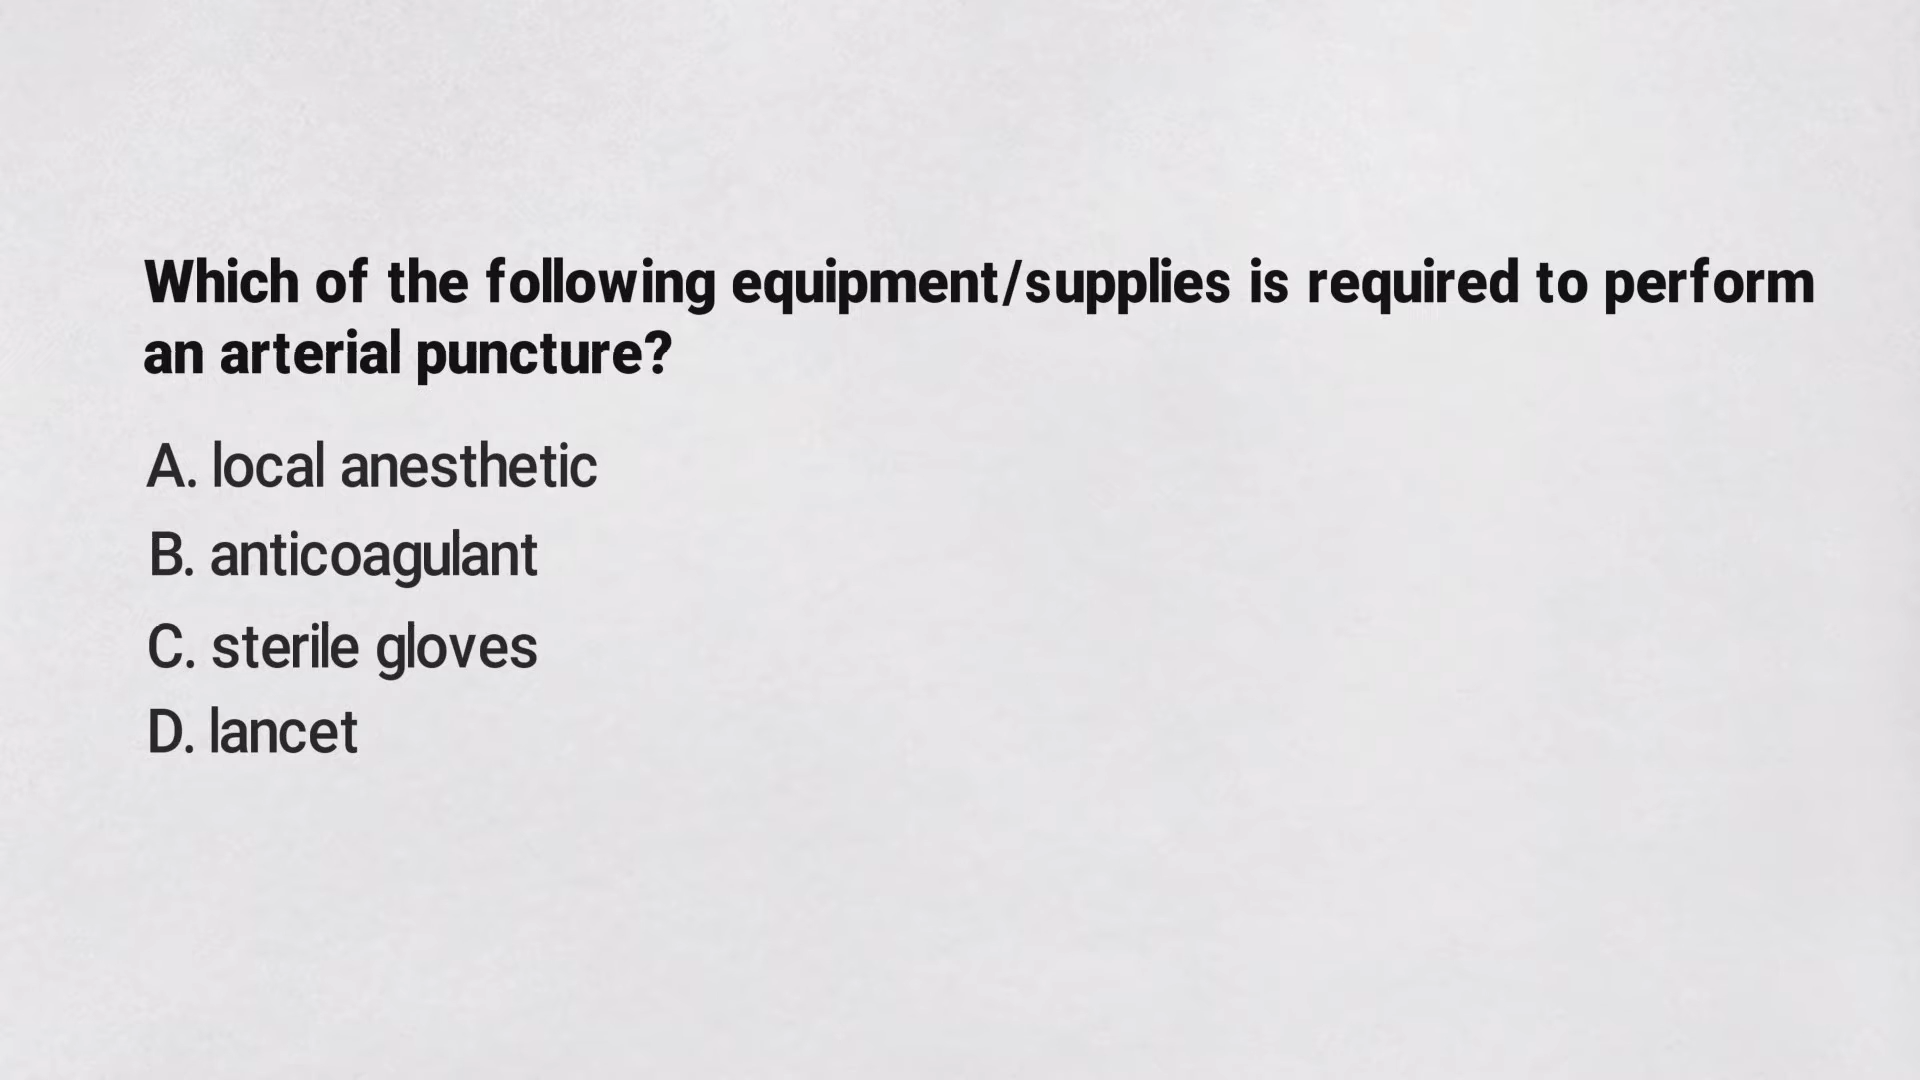 Which of the following equipment/supplies is required to perform
an arterial puncture?
A. local anesthetic
B. anticoagulant
C. sterile gloves
D. lancet